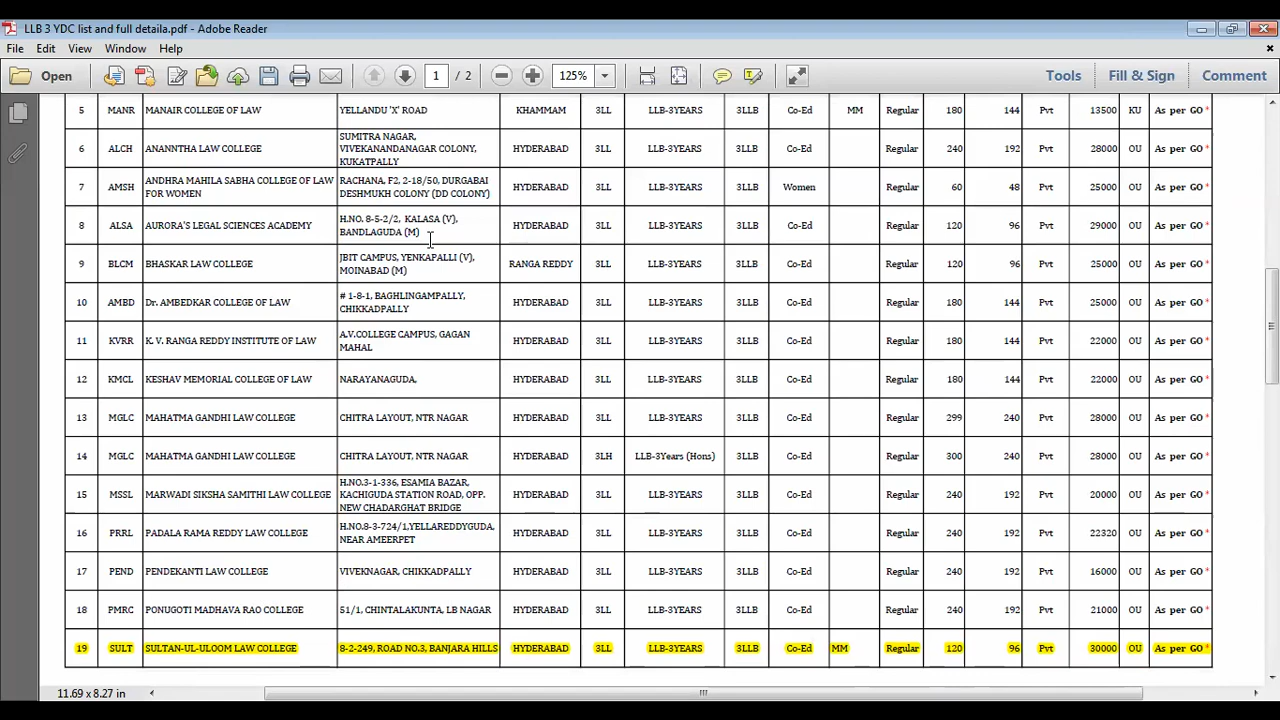 LLB 3 YDC list and full detaila.pdf - Adobe Reader
File Edit View Window Help
Open 1 / 2 125% Tools Fill & Sign Comment
5 MANR MANAIR COLLEGE OF LAW YELLANDU 'X' ROAD KHAMMAM 3LL LLB-3YEARS 3LLB Co-Ed MM Regular 180 144 Pvt 13500 KU As per GO *
6 ALCH ANANNTHA LAW COLLEGE SUMITRA NAGAR, VIVEKANANDANAGAR COLONY, KUKATPALLY HYDERABAD 3LL LLB-3YEARS 3LLB Co-Ed Regular 240 192 Pvt 28000 OU As per GO *
7 AMSH ANDHRA MAHILA SABHA COLLEGE OF LAW FOR WOMEN RACHANA, F2, 2-18/50, DURGABAI DESHMUKH COLONY (DD COLONY) HYDERABAD 3LL LLB-3YEARS 3LLB Women Regular 60 48 Pvt 25000 OU As per GO *
8 ALSA AURORA'S LEGAL SCIENCES ACADEMY H.NO. 8-5-2/2, KALASA (V), BANDLAGUDA (M) HYDERABAD 3LL LLB-3YEARS 3LLB Co-Ed Regular 120 96 Pvt 29000 OU As per GO *
9 BLCM BHASKAR LAW COLLEGE JBIT CAMPUS, YENKAPALLI (V), MOINABAD (M) RANGA REDDY 3LL LLB-3YEARS 3LLB Co-Ed Regular 120 96 Pvt 25000 OU As per GO *
10 AMBD Dr. AMBEDKAR COLLEGE OF LAW # 1-8-1, BAGHLINGAMPALLY, CHIKKADPALLY HYDERABAD 3LL LLB-3YEARS 3LLB Co-Ed Regular 180 144 Pvt 25000 OU As per GO *
11 KVRR K. V. RANGA REDDY INSTITUTE OF LAW A.V.COLLEGE CAMPUS, GAGAN MAHAL HYDERABAD 3LL LLB-3YEARS 3LLB Co-Ed Regular 180 144 Pvt 22000 OU As per GO *
12 KMCL KESHAV MEMORIAL COLLEGE OF LAW NARAYANAGUDA, HYDERABAD 3LL LLB-3YEARS 3LLB Co-Ed Regular 180 144 Pvt 22000 OU As per GO *
13 MGLC MAHATMA GANDHI LAW COLLEGE CHITRA LAYOUT, NTR NAGAR HYDERABAD 3LL LLB-3YEARS 3LLB Co-Ed Regular 299 240 Pvt 28000 OU As per GO *
14 MGLC MAHATMA GANDHI LAW COLLEGE CHITRA LAYOUT, NTR NAGAR HYDERABAD 3LH LLB-3Years (Hons) 3LLB Co-Ed Regular 300 240 Pvt 28000 OU As per GO *
15 MSSL MARWADI SIKSHA SAMITHI LAW COLLEGE H.NO.3-1-336, ESAMIA BAZAR, KACHIGUDA STATION ROAD, OPP. NEW CHADARGHAT BRIDGE HYDERABAD 3LL LLB-3YEARS 3LLB Co-Ed Regular 240 192 Pvt 20000 OU As per GO *
16 PRRL PADALA RAMA REDDY LAW COLLEGE H.NO.8-3-724/1,YELLAREDDYGUDA, NEAR AMEERPET HYDERABAD 3LL LLB-3YEARS 3LLB Co-Ed Regular 240 192 Pvt 22320 OU As per GO *
17 PEND PENDEKANTI LAW COLLEGE VIVEKNAGAR, CHIKKADPALLY HYDERABAD 3LL LLB-3YEARS 3LLB Co-Ed Regular 240 192 Pvt 16000 OU As per GO *
18 PMRC PONUGOTI MADHAVA RAO COLLEGE 51/1, CHINTALAKUNTA, LB NAGAR HYDERABAD 3LL LLB-3YEARS 3LLB Co-Ed Regular 240 192 Pvt 21000 OU As per GO *
19 SULT SULTAN-UL-ULOOM LAW COLLEGE 8-2-249, ROAD NO.3, BANJARA HILLS HYDERABAD 3LL LLB-3YEARS 3LLB Co-Ed MM Regular 120 96 Pvt 30000 OU As per GO *
11.69 x 8.27 in